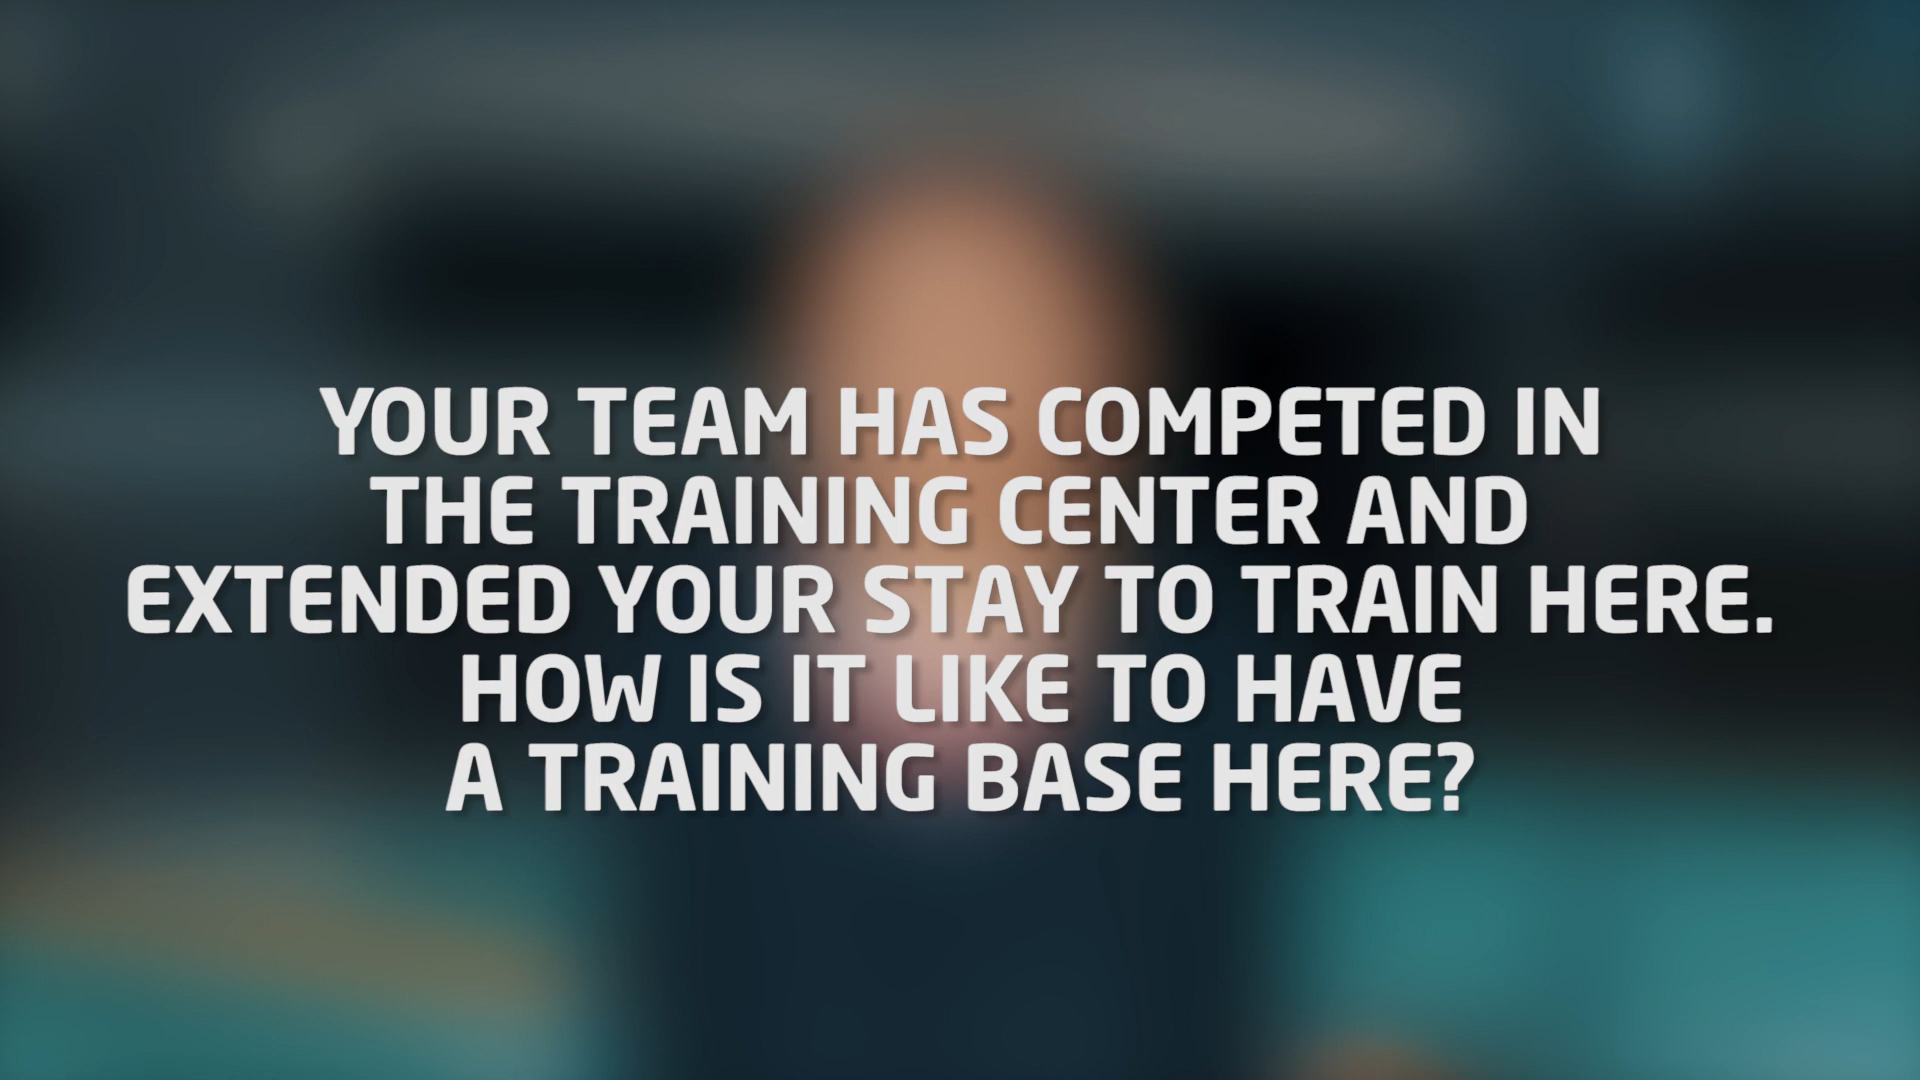 YOUR TEAM HAS COMPETED IN
THE TRAINING CENTER AND
EXTENDED YOUR STAY TO TRAIN HERE.
HOW IS IT LIKE TO HAVE
A TRAINING BASE HERE?